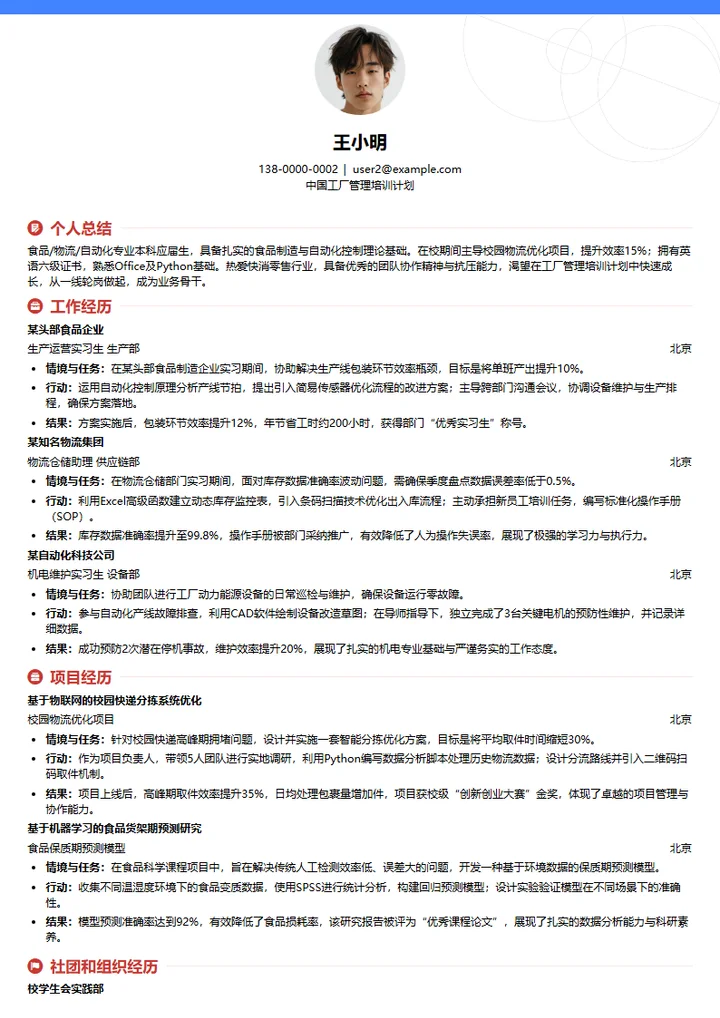 王小明
138-0000-0002 | user2@example.com
中国工厂管理培训计划
个人总结
食品/物流/自动化专业本科应届生，具备扎实的食品制造与自动化控制理论基础。在校期间主导校园物流优化项目，提升效率15%；拥有英
语六级证书，熟悉Office及Python基础。热爱快消零售行业，具备优秀的团队协作精神与抗压能力，渴望在工厂管理培训计划中快速成
长，从一线轮岗做起，成为业务骨干。
工作经历
某头部食品企业
生产运营实习生 生产部 北京
• 情境与任务：在某头部食品制造企业实习期间，协助解决生产线包装环节效率瓶颈，目标是将单班产出提升10%。
• 行动：运用自动化控制原理分析产线节拍，提出引入简易传感器优化流程的改进方案；主导跨部门沟通会议，协调设备维护与生产排
程，确保方案落地。
• 结果：方案实施后，包装环节效率提升12%，年节省工时约200小时，获得部门“优秀实习生”称号。
某知名物流集团
物流仓储助理 供应链部 北京
• 情境与任务：在物流仓储部门实习期间，面对库存数据准确率波动问题，需确保季度盘点数据误差率低于0.5%。
• 行动：利用Excel高级函数建立动态库存监控表，引入条码扫描技术优化出入库流程；主动承担新员工培训任务，编写标准化操作手册
（SOP）。
• 结果：库存数据准确率提升至99.8%，操作手册被部门采纳推广，有效降低了人为操作失误率，展现了极强的学习力与执行力。
某自动化科技公司
机电维护实习生 设备部 北京
• 情境与任务：协助团队进行工厂动力能源设备的日常巡检与维护，确保设备运行零故障。
• 行动：参与自动化产线故障排查，利用CAD软件绘制设备改造草图；在导师指导下，独立完成了3台关键电机的预防性维护，并记录详
细数据。
• 结果：成功预防2次潜在停机事故，维护效率提升20%，展现了扎实的机电专业基础与严谨务实的工作态度。
项目经历
基于物联网的校园快递分拣系统优化
校园物流优化项目 北京
• 情境与任务：针对校园快递高峰期拥堵问题，设计并实施一套智能分拣优化方案，目标是将平均取件时间缩短30%。
• 行动：作为项目负责人，带领5人团队进行实地调研，利用Python编写数据分析脚本处理历史物流数据；设计分流路线并引入二维码扫
码取件机制。
• 结果：项目上线后，高峰期取件效率提升35%，日均处理包裹量增加件，项目获校级“创新创业大赛”金奖，体现了卓越的项目管理与
协作能力。
基于机器学习的食品货架期预测研究
食品保质期预测模型 北京
• 情境与任务：在食品科学课程项目中，旨在解决传统人工检测效率低、误差大的问题，开发一种基于环境数据的保质期预测模型。
• 行动：收集不同温湿度环境下的食品变质数据，使用SPSS进行统计分析，构建回归预测模型；设计实验验证模型在不同场景下的准确
性。
• 结果：模型预测准确率达到92%，有效降低了食品损耗率，该研究报告被评为“优秀课程论文”，展现了扎实的数据分析能力与科研素
养。
社团和组织经历
校学生会实践部